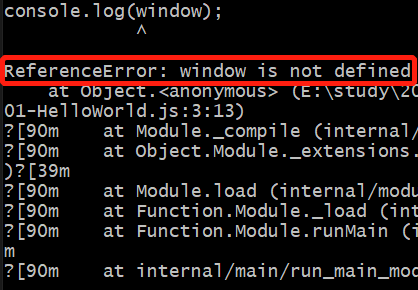 console.log(window);
^
ReferenceError: window is not defined
at Object.<anonymous> (E:\study\20
01-HelloWorld.js:3:13)
?[90m    at Module._compile (internal/
?[90m    at Object.Module._extensions.
)?[39m
?[90m    at Module.load (internal/modu
?[90m    at Function.Module._load (int
?[90m    at Function.Module.runMain (i
m
?[90m    at internal/main/run_main_mod